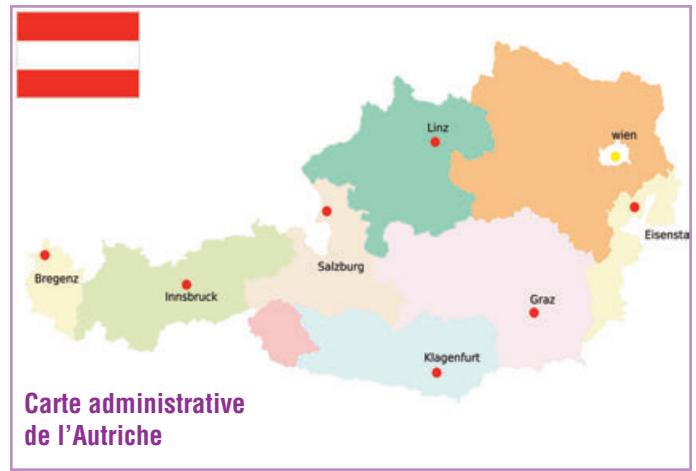 Linz
wien
Eisensta
Salzburg
Bregenz
Innsbruck
Graz
Klagenfurt
Carte administrative
de l’Autriche